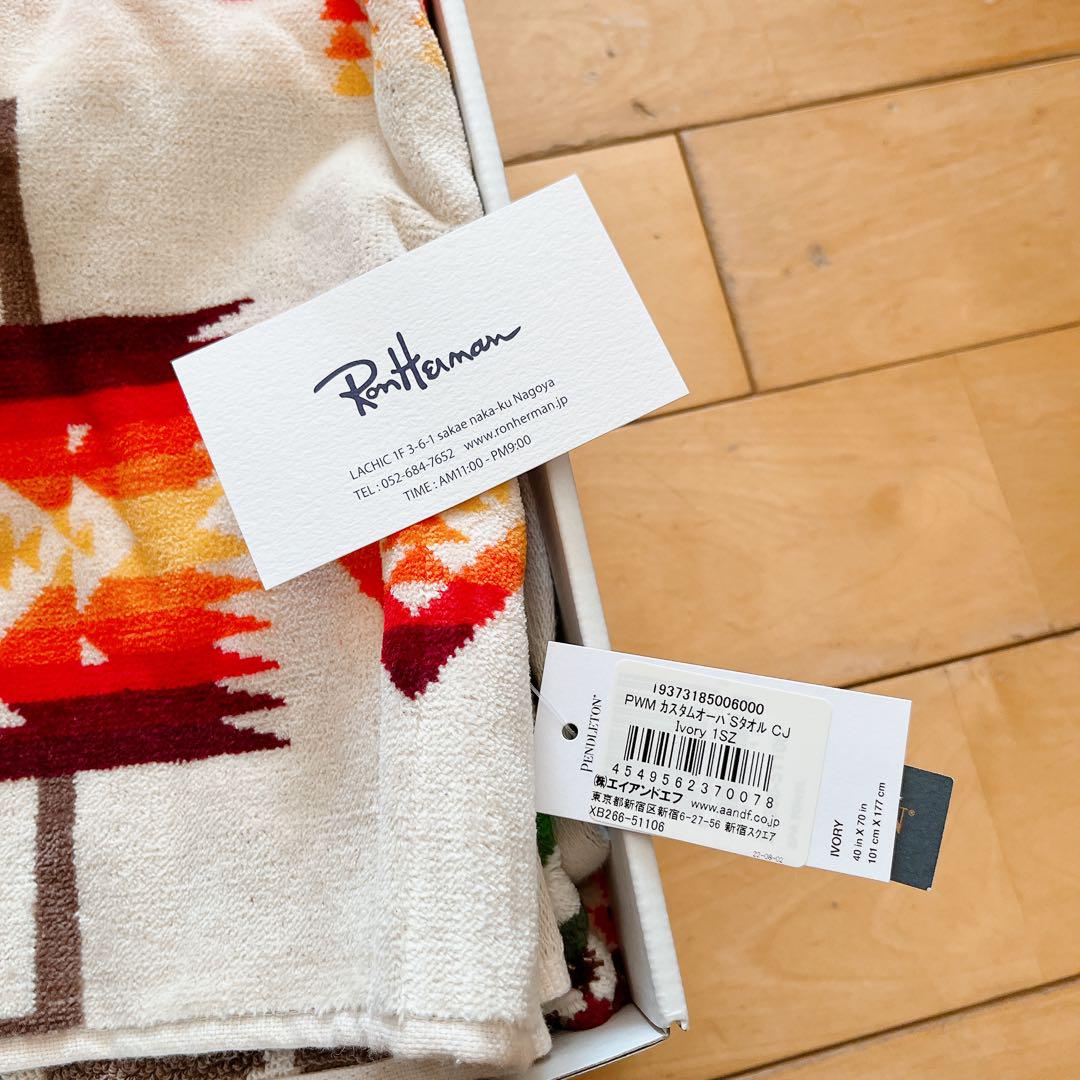 RonHerman
LACHIC 1F 3-6-1 sakae naka-ku Nagoya
TEL : 052-684-7652 www.ronherman.jp
TIME : AM11:00 - PM9:00
PENDLETON™
19373185006000
PWM カスタムオーバSタオル CJ
Ivory 1SZ
4549562370078
㈱エイアンドエフ www.aandf.co.jp
東京都新宿区新宿6-27-56 新宿スクエア
XB266-51106
22-08-02
IVORY
40 in X 70 in
101 cm X 177 cm